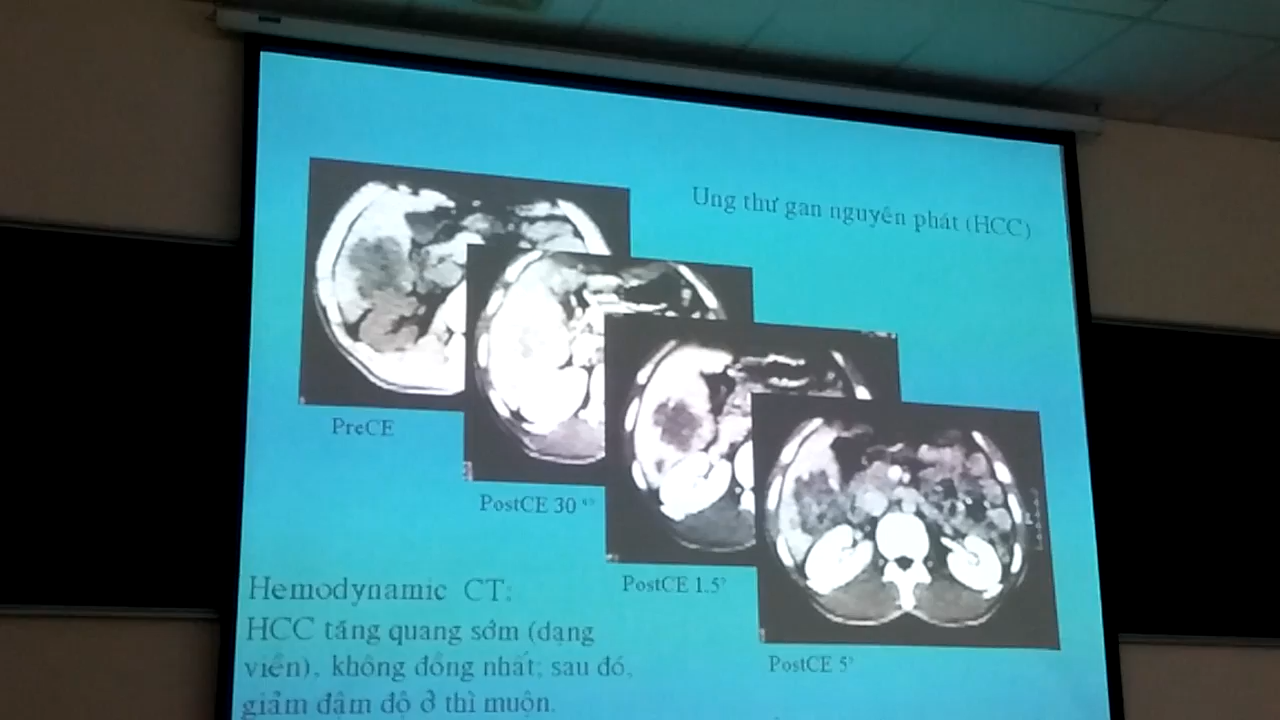 Ung thư gan nguyên phát (HCC)
PreCE
PostCE 30
PostCE 1.5'
PostCE 5'
Hemodynamic CT:
HCC tăng quang sớm (dạng
viền), không đồng nhất; sau đó,
giảm đậm độ ở thì muộn.